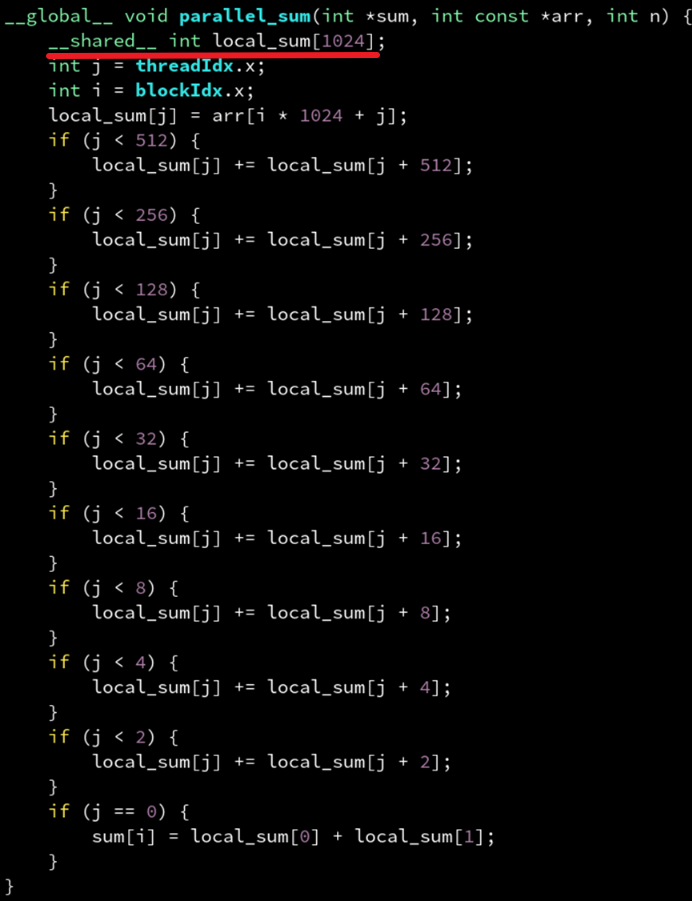 __global__ void parallel_sum(int *sum, int const *arr, int n) {
    __shared__ int local_sum[1024];
    int j = threadIdx.x;
    int i = blockIdx.x;
    local_sum[j] = arr[i * 1024 + j];
    if (j < 512) {
        local_sum[j] += local_sum[j + 512];
    }
    if (j < 256) {
        local_sum[j] += local_sum[j + 256];
    }
    if (j < 128) {
        local_sum[j] += local_sum[j + 128];
    }
    if (j < 64) {
        local_sum[j] += local_sum[j + 64];
    }
    if (j < 32) {
        local_sum[j] += local_sum[j + 32];
    }
    if (j < 16) {
        local_sum[j] += local_sum[j + 16];
    }
    if (j < 8) {
        local_sum[j] += local_sum[j + 8];
    }
    if (j < 4) {
        local_sum[j] += local_sum[j + 4];
    }
    if (j < 2) {
        local_sum[j] += local_sum[j + 2];
    }
    if (j == 0) {
        sum[i] = local_sum[0] + local_sum[1];
    }
}